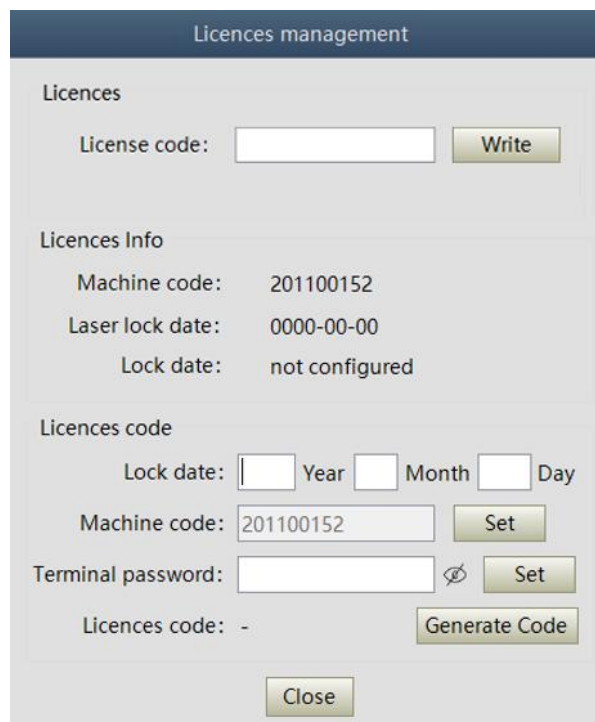 Licences management
Licences
License code: Write
Licences Info
Machine code: 201100152
Laser lock date: 0000-00-00
Lock date: not configured
Licences code
Lock date: Year Month Day
Machine code: 201100152 Set
Terminal password: Set
Licences code: - Generate Code
Close